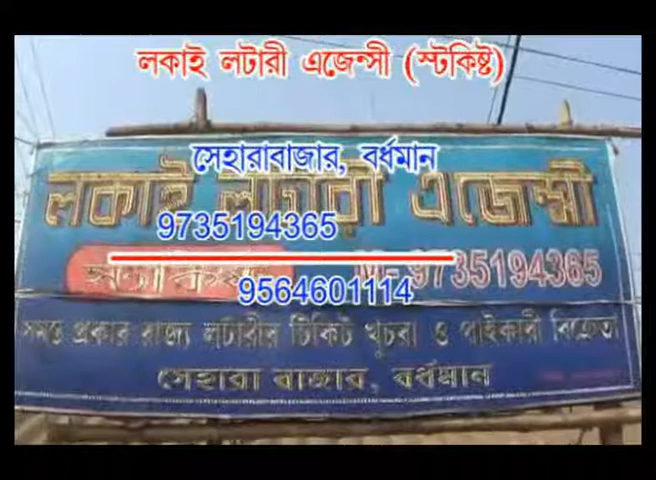 লকাই লটারী এজেন্সী (স্টকিষ্ট)
সেহারাবাজার, বর্ধমান
লকাই লটারী এজেন্সী
9735194365
M- 9735194365
9564601114
সমস্ত প্রকার রাজ্য লটারীর টিকিট খুচরা ও পাইকারী বিক্রেতা
সেহারা বাজার, বর্ধমান